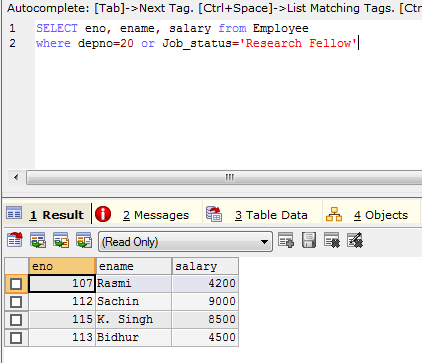 Autocomplete: [Tab]->Next Tag. [Ctrl+Space]->List Matching Tags. [Ctr
1 SELECT eno, ename, salary from Employee
2 where depno=20 or Job_status='Research Fellow'
1 Result 2 Messages 3 Table Data 4 Objects
(Read Only)
eno ename salary
107 Rasmi 4200
112 Sachin 9000
115 K. Singh 8500
113 Bidhur 4500